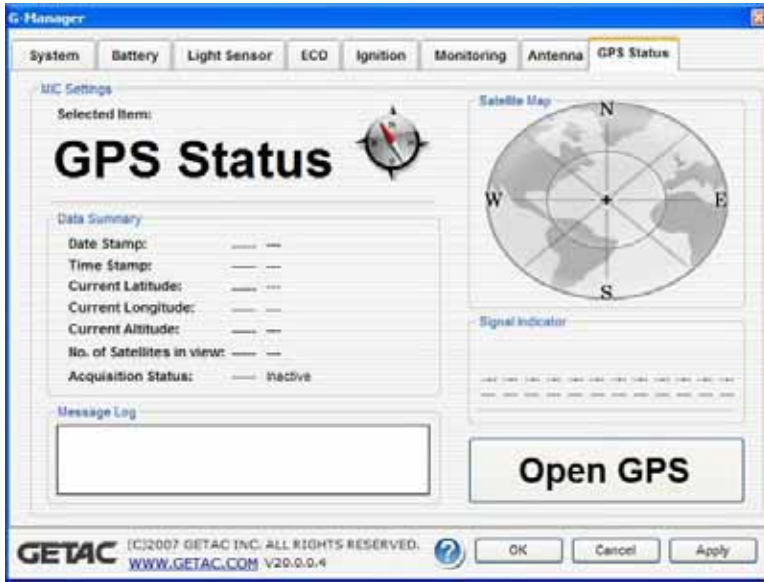 G-Manager
System Battery Light Sensor ECO Ignition Monitoring Antenna GPS Status
MIC Settings
Selected Item:
GPS Status
Data Summary
Date Stamp: ---- ---
Time Stamp: ---- ---
Current Latitude: ---- ---
Current Longitude: ---- ---
Current Altitude: ---- ---
No. of Satellites in view: ---- ---
Acquisition Status: ---- Inactive
Message Log
Satellite Map
N
W E
S
Signal Indicator
--- --- --- --- --- --- --- --- --- --- --- ---
--- --- --- --- --- --- --- --- --- --- --- ---
Open GPS
GETAC (C)2007 GETAC INC. ALL RIGHTS RESERVED.
WWW.GETAC.COM V20.0.0.4
? OK Cancel Apply